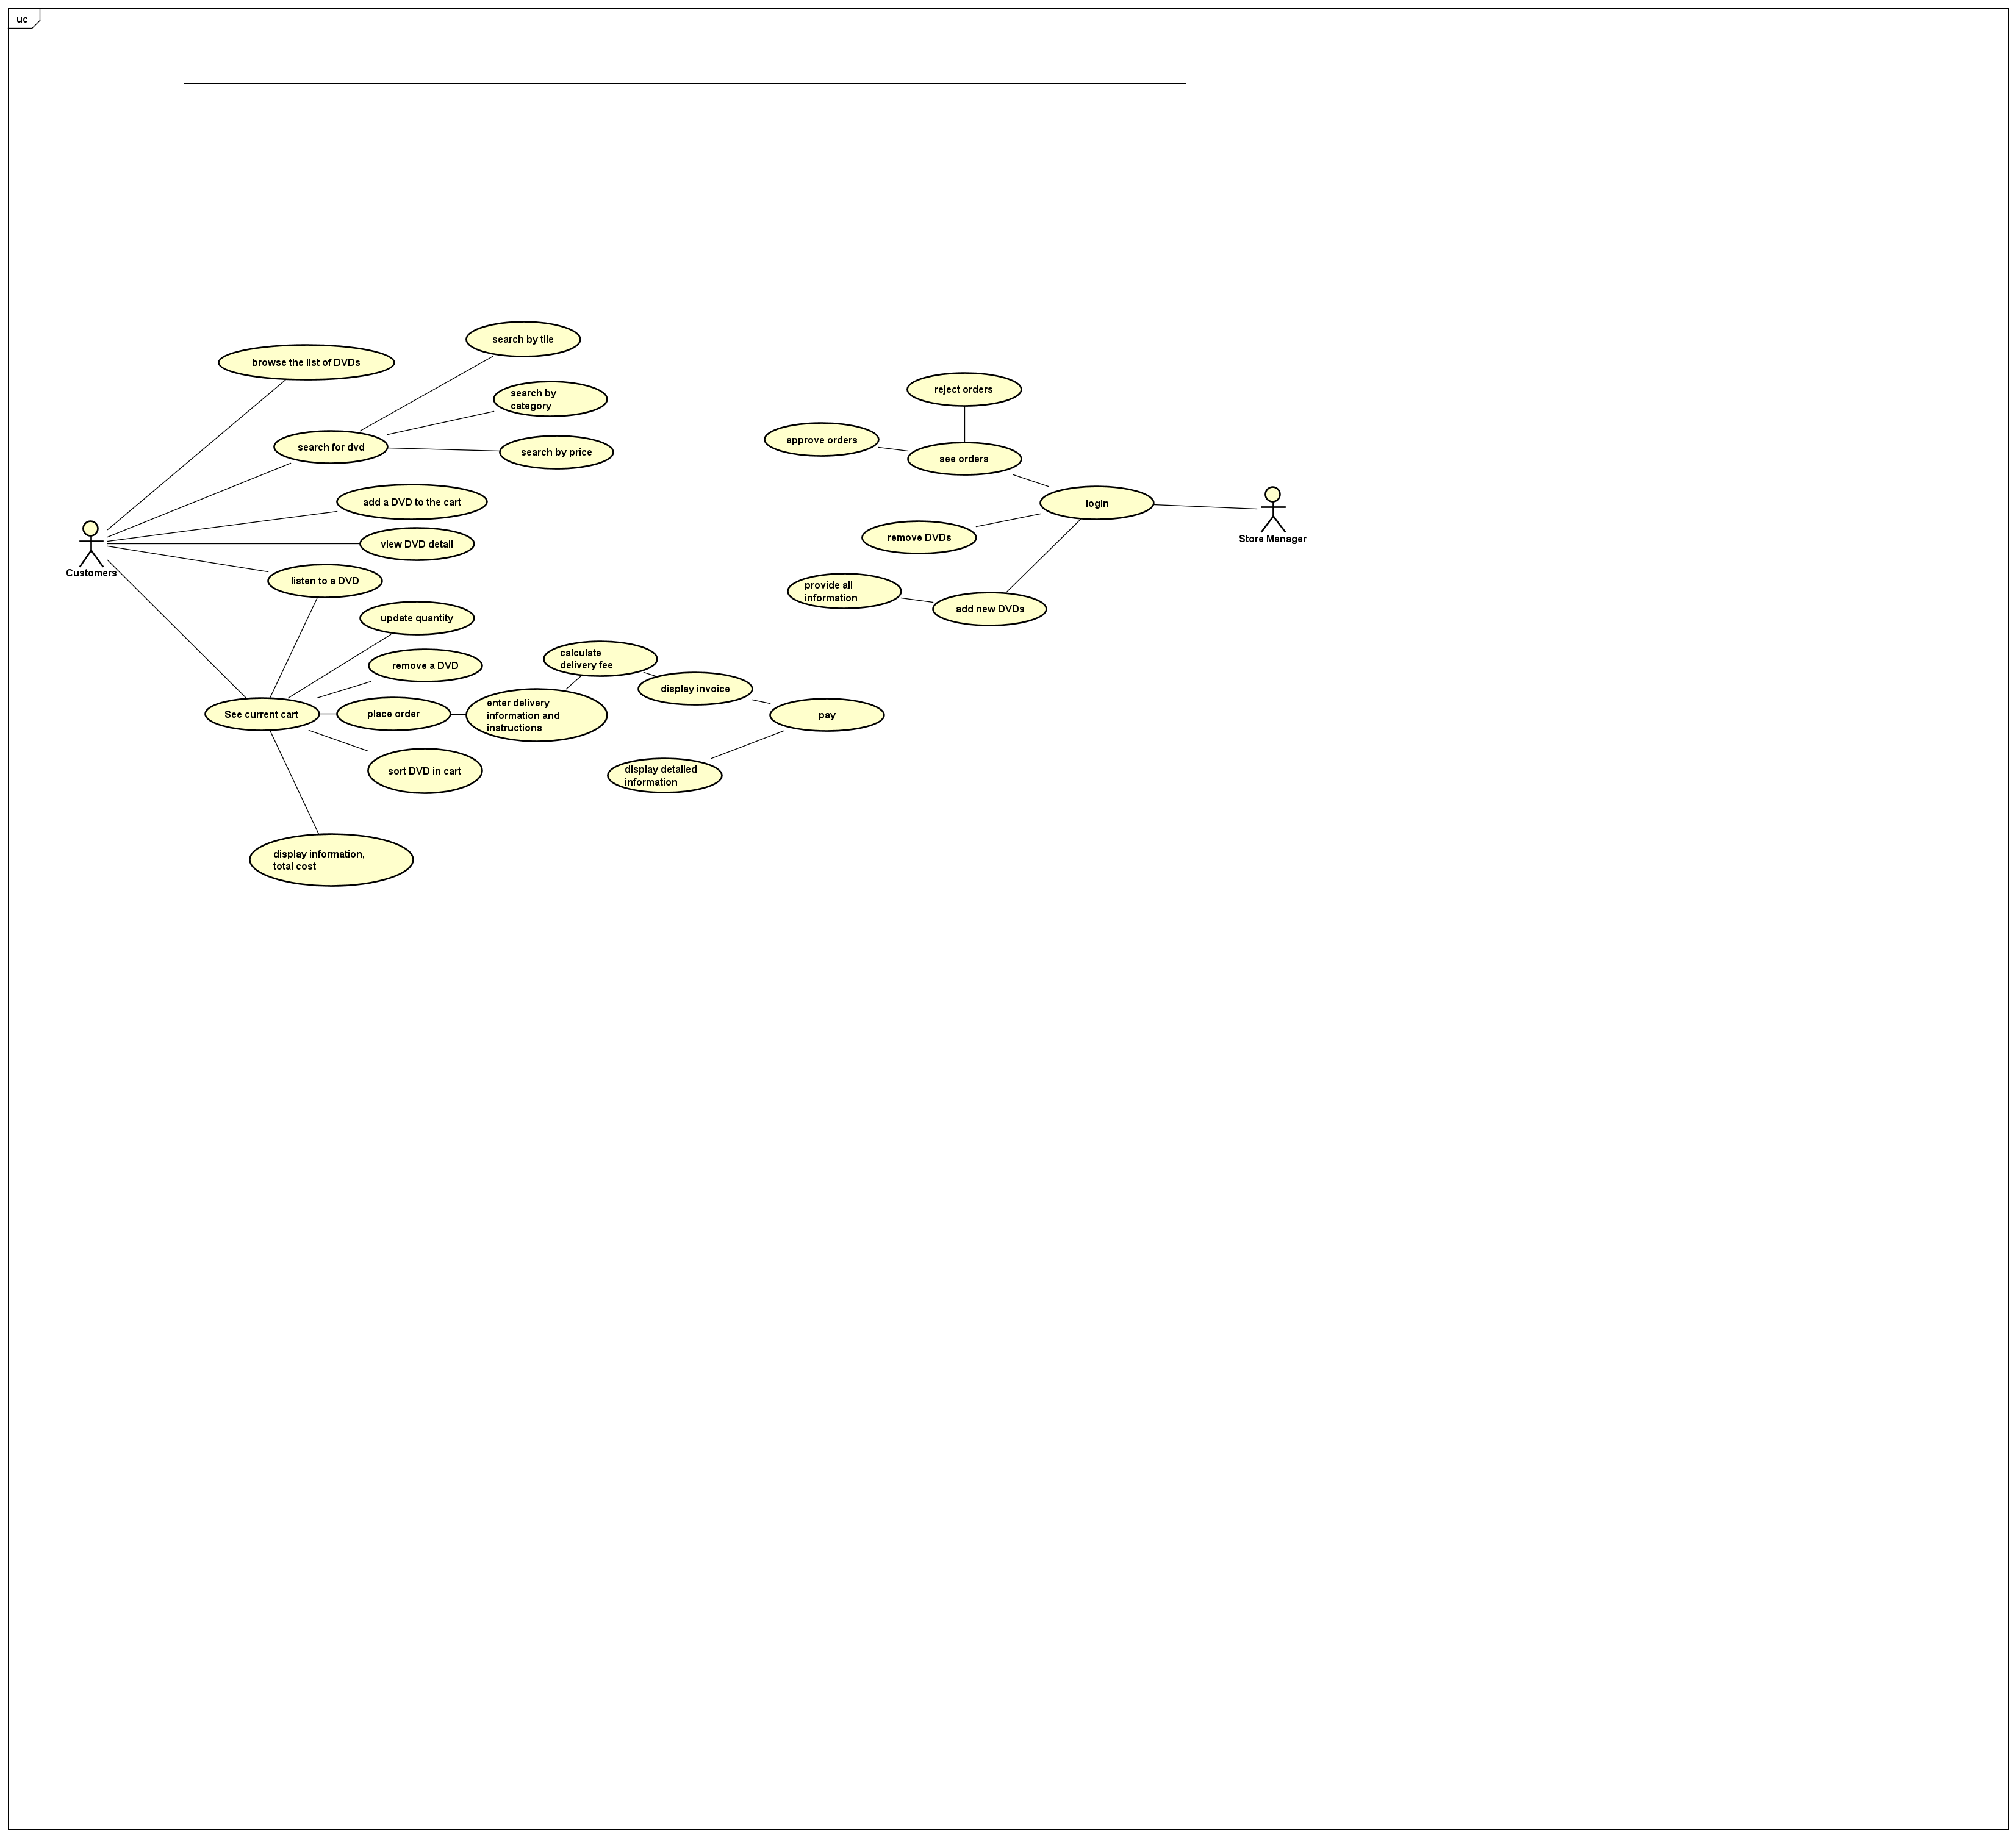 uc
search by tile
browse the list of DVDs
search by
category
reject orders
approve orders
search for dvd
search by price
see orders
add a DVD to the cart
login
remove DVDs
Store Manager
view DVD detail
Customers
listen to a DVD
provide all
information
add new DVDs
update quantity
calculate
delivery fee
remove a DVD
display invoice
See current cart
place order
enter delivery
information and
instructions
pay
sort DVD in cart
display detailed
information
display information,
total cost